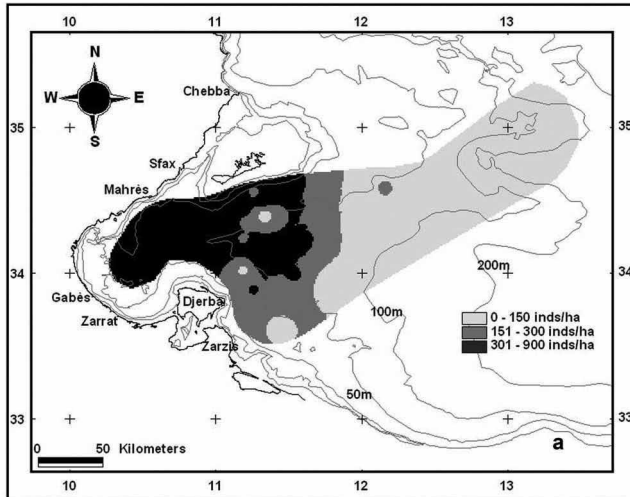 10 11 12 13
N
W E
S
Chebba
35 35
Sfax
Mahrès
34 34
200m
Gabès
Djerba
100m
0 - 150 inds/ha
Zarrat
151 - 300 inds/ha
Zarzis
301 - 900 inds/ha
50m
33 33
a
0 50 Kilometers
10 11 12 13